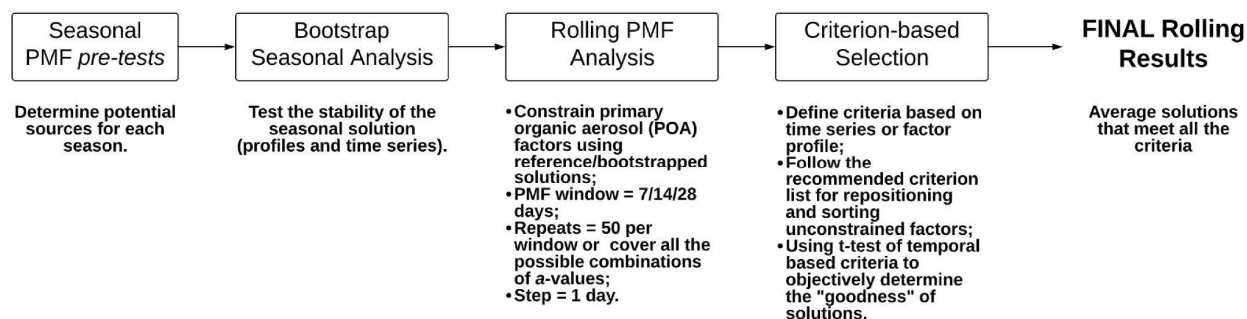 Seasonal
PMF pre-tests
Determine potential
sources for each
season.
Bootstrap
Seasonal Analysis
Test the stability of the
seasonal solution
(profiles and time series).
Rolling PMF
Analysis
•Constrain primary
organic aerosol (POA)
factors using
reference/bootstrapped
solutions;
•PMF window = 7/14/28
days;
•Repeats = 50 per
window or cover all the
possible combinations
of a-values;
•Step = 1 day.
Criterion-based
Selection
•Define criteria based on
time series or factor
profile;
•Follow the
recommended criterion
list for repositioning
and sorting
unconstrained factors;
•Using t-test of temporal
based criteria to
objectively determine
the "goodness" of
solutions.
FINAL Rolling
Results
Average solutions
that meet all the
criteria